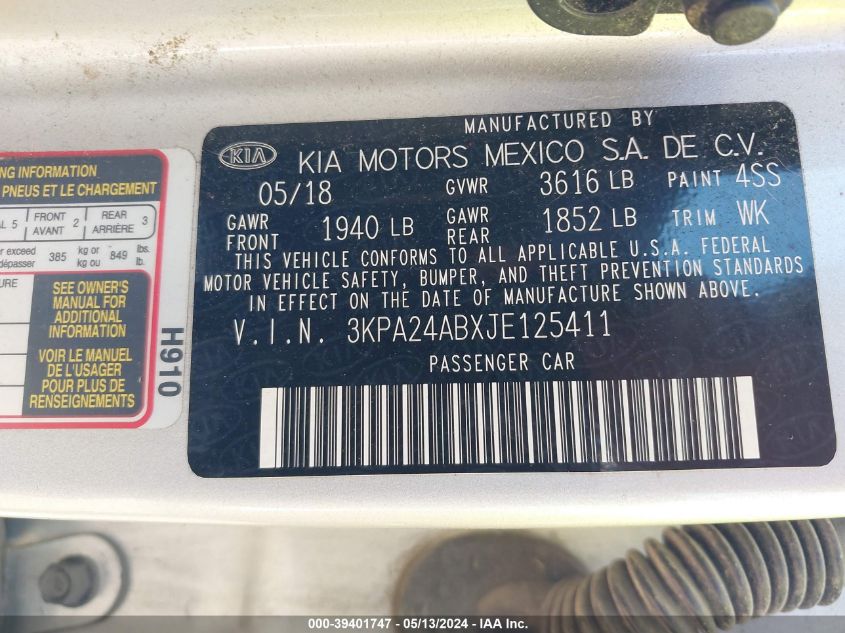 MANUFACTURED BY
KIA KIA MOTORS MEXICO S.A. DE C.V.
05/18 GVWR 3616 LB PAINT 4SS
GAWR FRONT 1940 LB GAWR REAR 1852 LB TRIM WK
THIS VEHICLE CONFORMS TO ALL APPLICABLE U.S.A. FEDERAL
MOTOR VEHICLE SAFETY, BUMPER, AND THEFT PREVENTION STANDARDS
IN EFFECT ON THE DATE OF MANUFACTURE SHOWN ABOVE.
V.I.N. 3KPA24ABXJE125411
PASSENGER CAR
INFORMATION
PNEUS ET LE CHARGEMENT
5 FRONT AVANT 2 REAR ARRIÈRE 3
exceed 385 kg or 849 lbs.
dépasser kg ou lb.
SEE OWNER'S
MANUAL FOR
ADDITIONAL
INFORMATION
VOIR LE MANUEL
DE L'USAGER
POUR PLUS DE
RENSEIGNEMENTS
H910
000-39401747 - 05/13/2024 - IAA Inc.